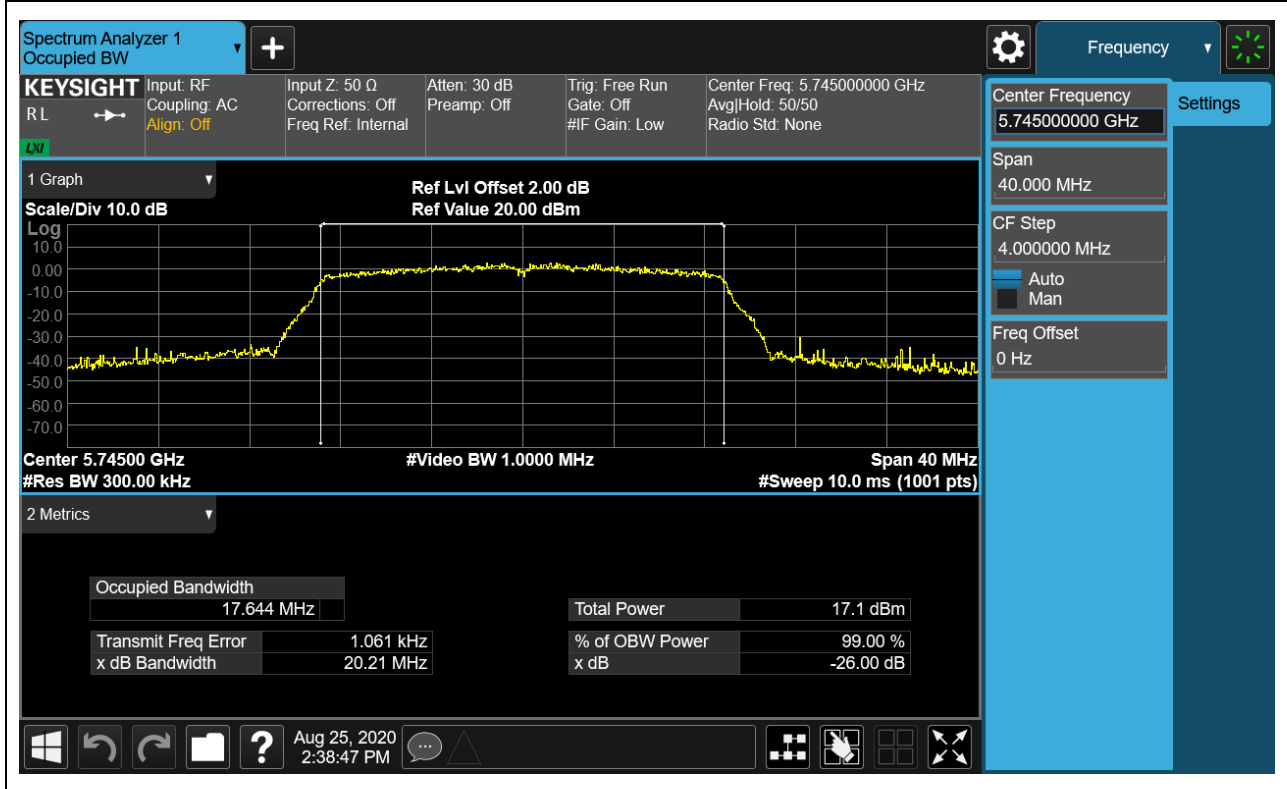 Spectrum Analyzer 1
Occupied BW
Frequency
KEYSIGHT
R L
LXI
Input: RF
Coupling: AC
Align: Off
Input Z: 50 Ω
Corrections: Off
Freq Ref: Internal
Atten: 30 dB
Preamp: Off
Trig: Free Run
Gate: Off
#IF Gain: Low
Center Freq: 5.745000000 GHz
Avg|Hold: 50/50
Radio Std: None
1 Graph
Scale/Div 10.0 dB
Ref Lvl Offset 2.00 dB
Ref Value 20.00 dBm
Log
10.0
0.00
-10.0
-20.0
-30.0
-40.0
-50.0
-60.0
-70.0
Center 5.74500 GHz
#Video BW 1.0000 MHz
Span 40 MHz
#Res BW 300.00 kHz
#Sweep 10.0 ms (1001 pts)
2 Metrics
Occupied Bandwidth
17.644 MHz
Total Power 17.1 dBm
Transmit Freq Error 1.061 kHz
% of OBW Power 99.00 %
x dB Bandwidth 20.21 MHz
x dB -26.00 dB
Aug 25, 2020
2:38:47 PM
Center Frequency
5.745000000 GHz
Settings
Span
40.000 MHz
CF Step
4.000000 MHz
Auto
Man
Freq Offset
0 Hz